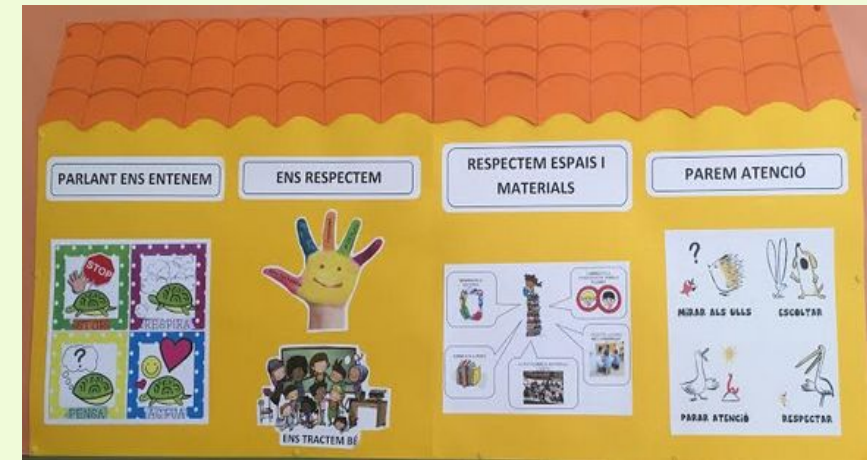 PARLANT ENS ENTENEM
ENS RESPECTEM
RESPECTEM ESPAIS I
MATERIALS
PAREM ATENCIÓ
STOP
STOP
RESPIRA
?
PENSA
ACTUA
ENS TRACTEM BÉ
?
MIRAR ALS ULLS
ESCOLTAR
PARAR ATENCIÓ
RESPECTAR